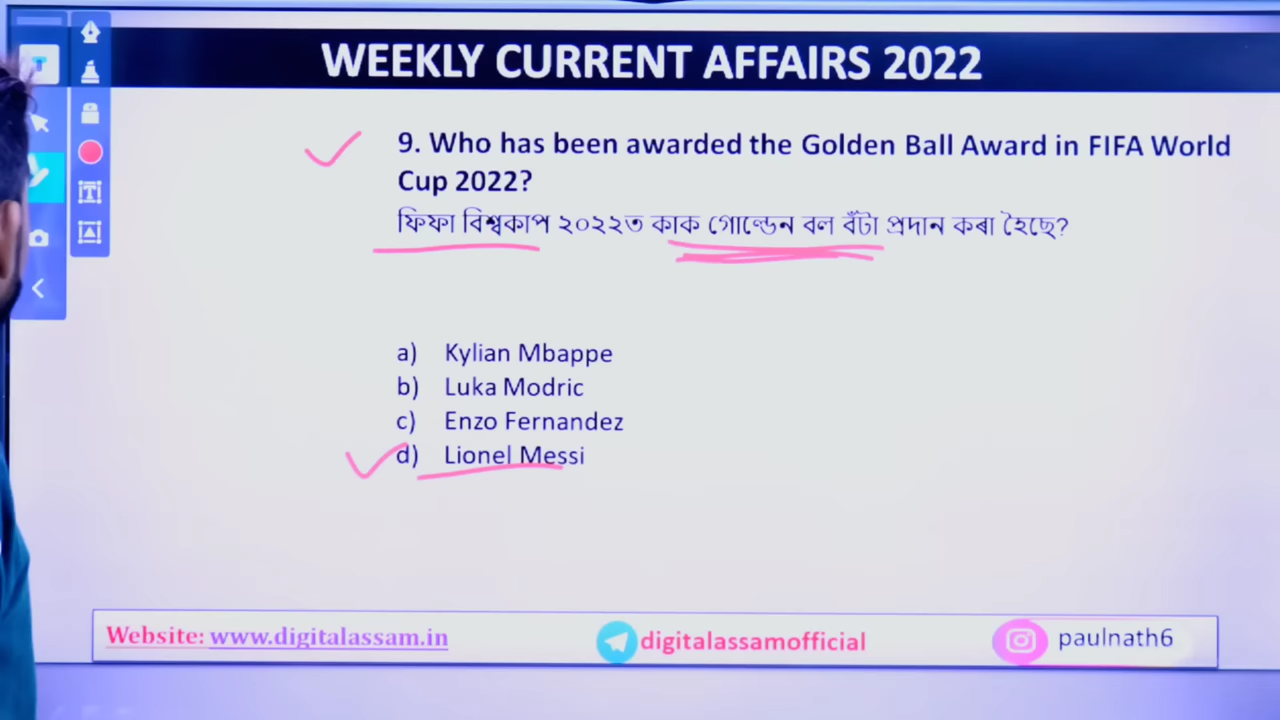 WEEKLY CURRENT AFFAIRS 2022
9. Who has been awarded the Golden Ball Award in FIFA World
Cup 2022?
ফিফা বিশ্বকাপ ২০২২ত কাক গোল্ডেন বল বঁটা প্ৰদান কৰা হৈছে?
a) Kylian Mbappe
b) Luka Modric
c) Enzo Fernandez
d) Lionel Messi
Website: www.digitalassam.in
digitalassamofficial
paulnath6